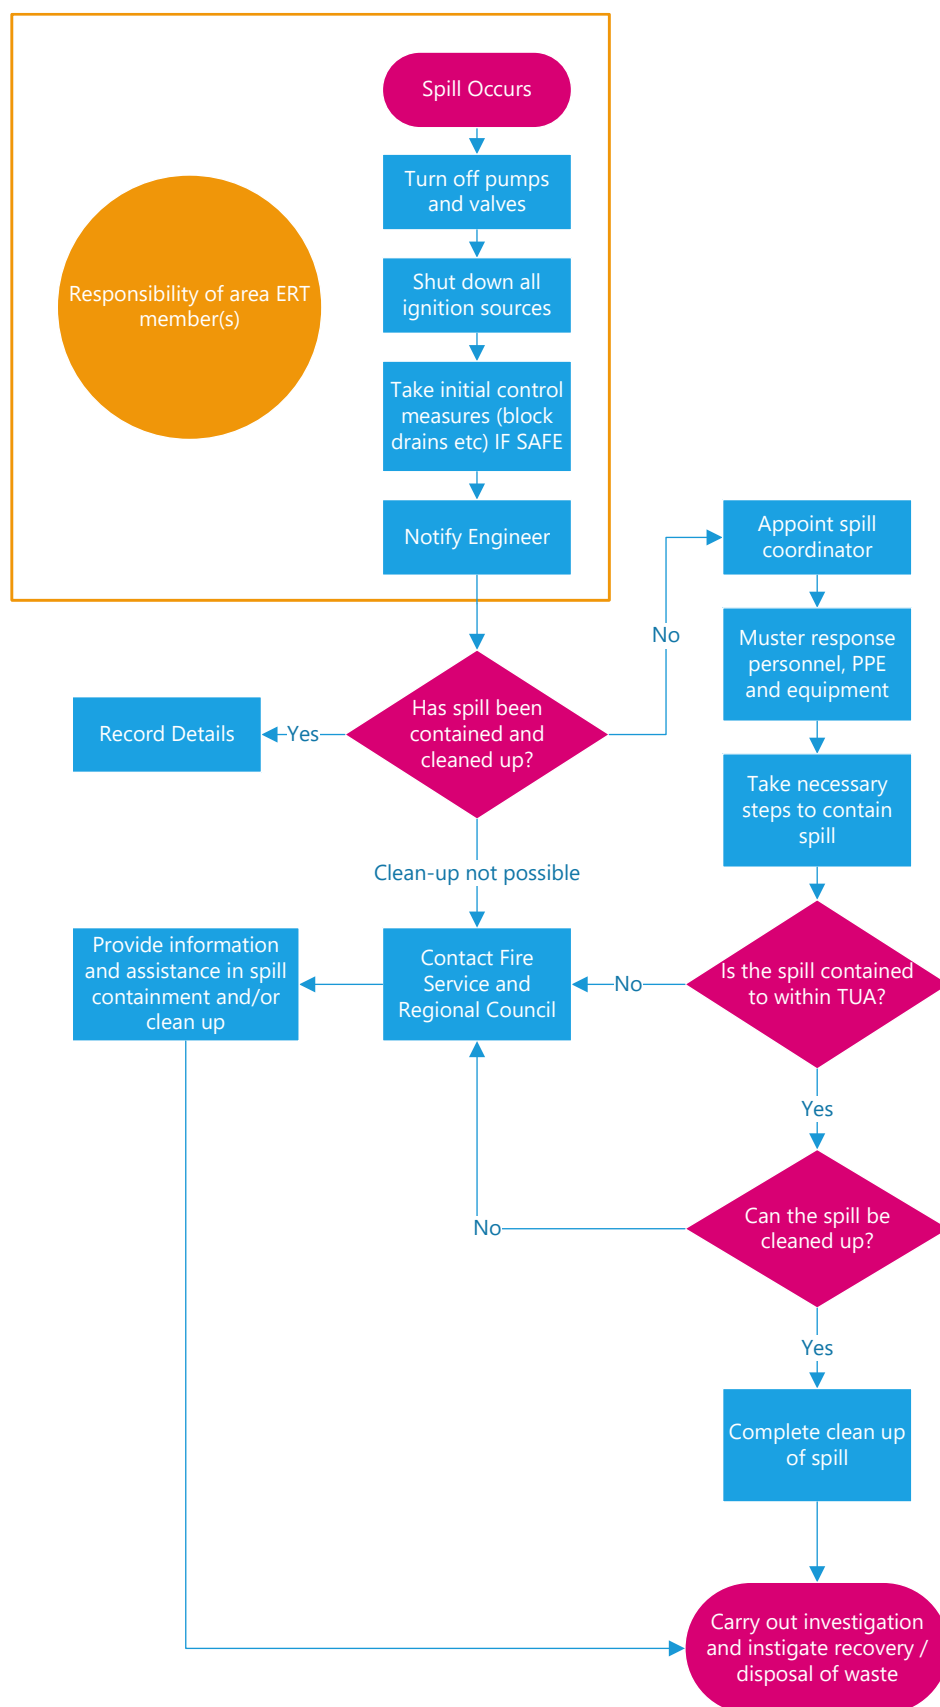 Spill Occurs
Turn off pumps
and valves
Responsibility of area ERT
member(s)
Shut down all
ignition sources
Take initial control
measures (block
drains etc) IF SAFE
Notify Engineer
Appoint spill
coordinator
No
Muster response
personnel, PPE
and equipment
Has spill been
contained and
cleaned up?
Yes
Record Details
Take necessary
steps to contain
spill
Clean-up not possible
Provide information
and assistance in spill
containment and/or
clean up
Contact Fire
Service and
Regional Council
No
Is the spill contained
to within TUA?
Yes
Can the spill be
cleaned up?
No
Yes
Complete clean up
of spill
Carry out investigation
and instigate recovery /
disposal of waste